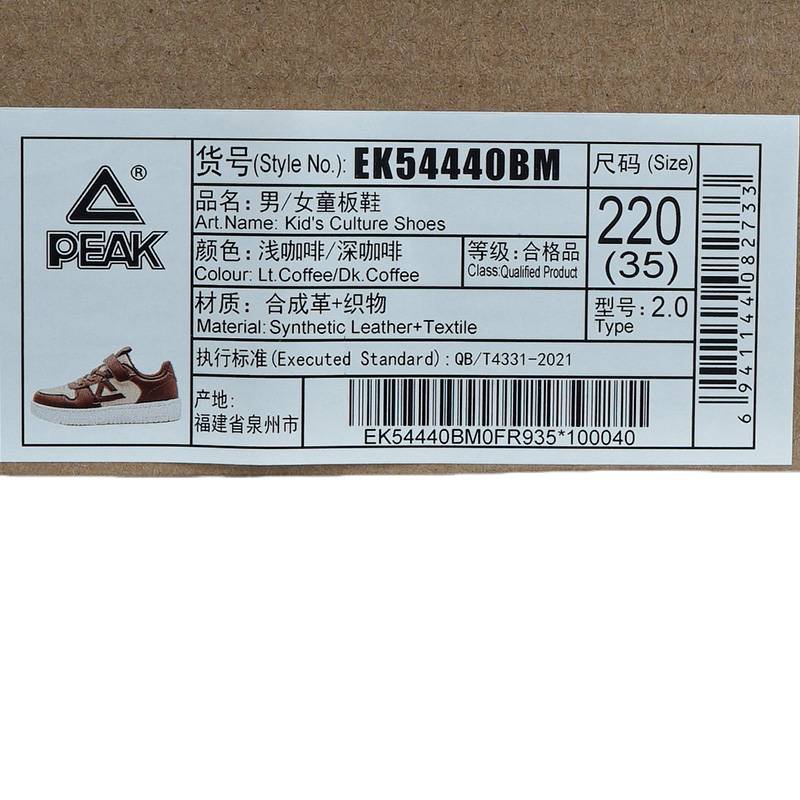 ®
PEAK
货号(Style No.): EK54440BM
尺码 (Size)
品名: 男/女童板鞋
Art.Name: Kid's Culture Shoes
220
(35)
颜色: 浅咖啡/深咖啡
Colour: Lt.Coffee/Dk.Coffee
等级: 合格品
Class:Qualified Product
材质: 合成革+织物
Material: Synthetic Leather+Textile
型号: 2.0
Type
执行标准(Executed Standard): QB/T4331-2021
产地:
福建省泉州市
EK54440BM0FR935*100040
6 941144 082733